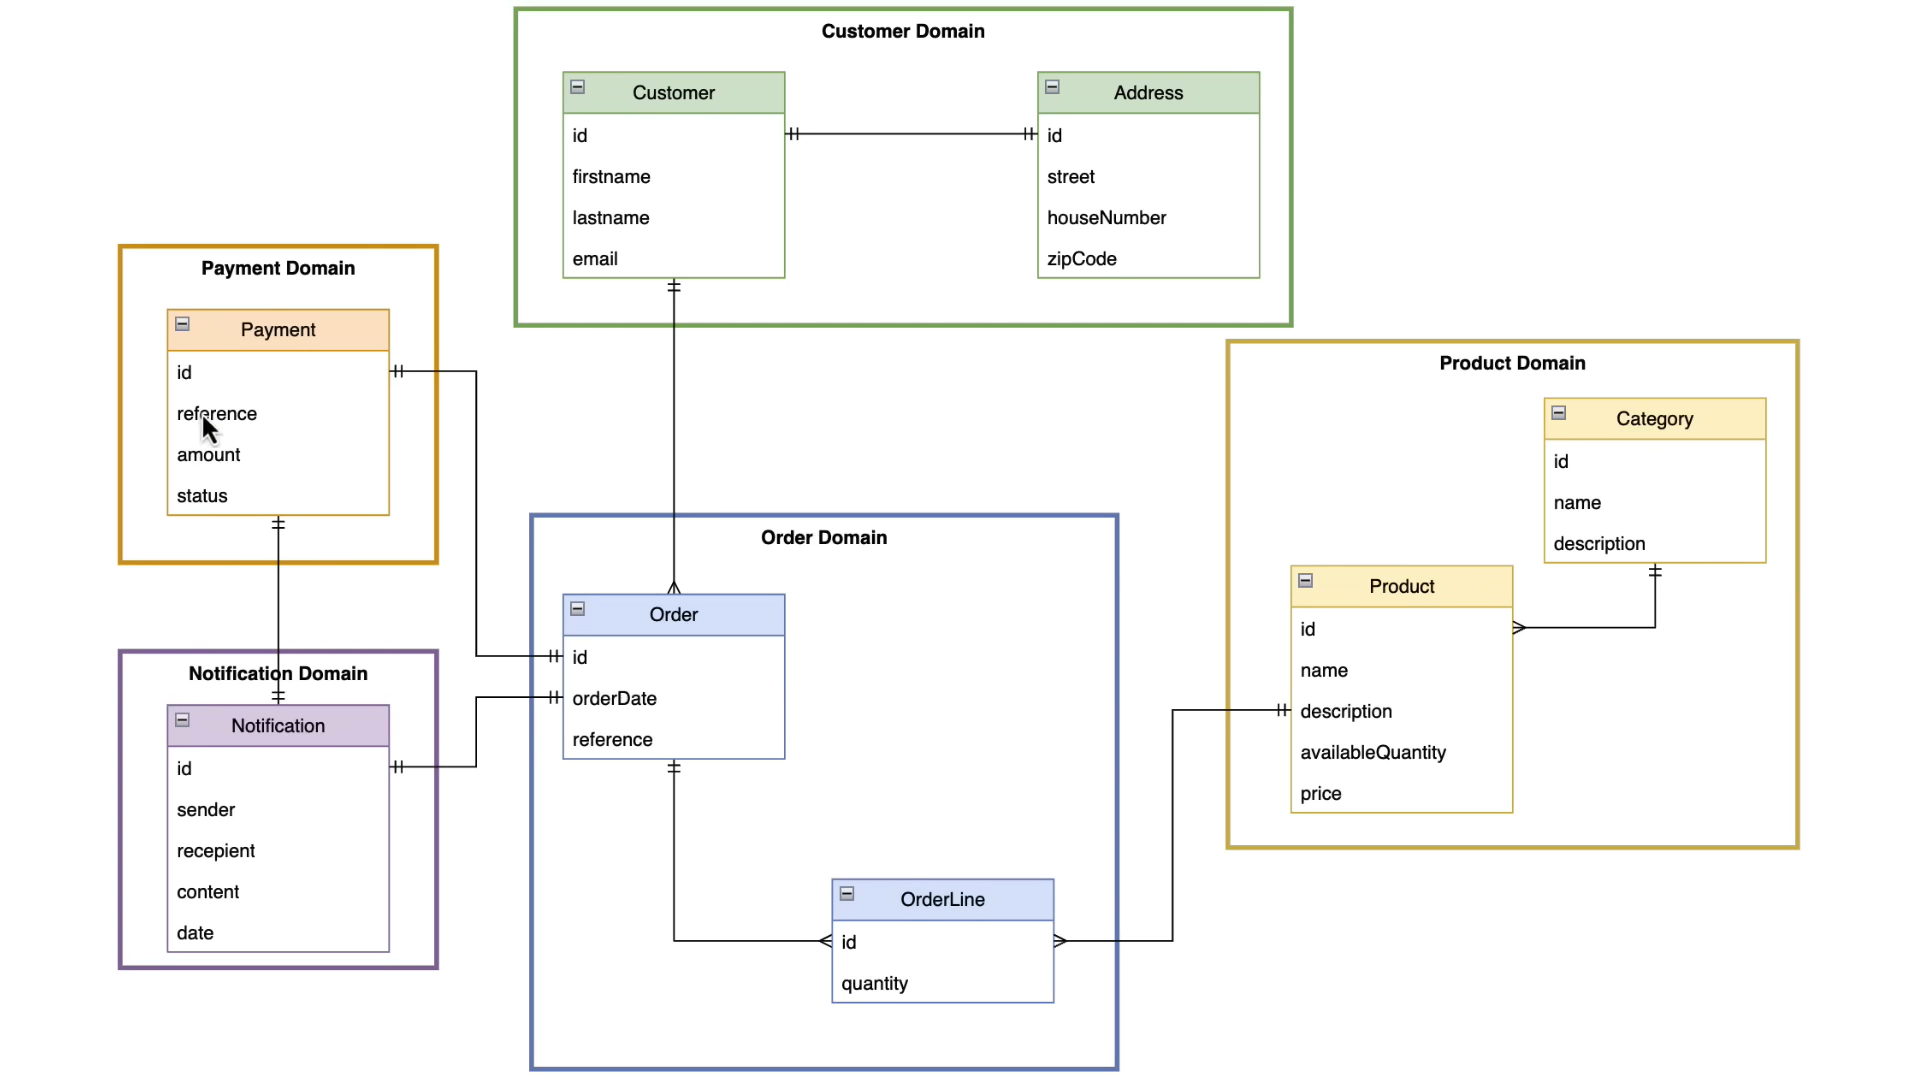 Customer Domain
Customer
id
firstname
lastname
email
Address
id
street
houseNumber
zipCode
Payment Domain
Payment
id
reference
amount
status
Notification Domain
Notification
id
sender
recepient
content
date
Order Domain
Order
id
orderDate
reference
OrderLine
id
quantity
Product Domain
Category
id
name
description
Product
id
name
description
availableQuantity
price